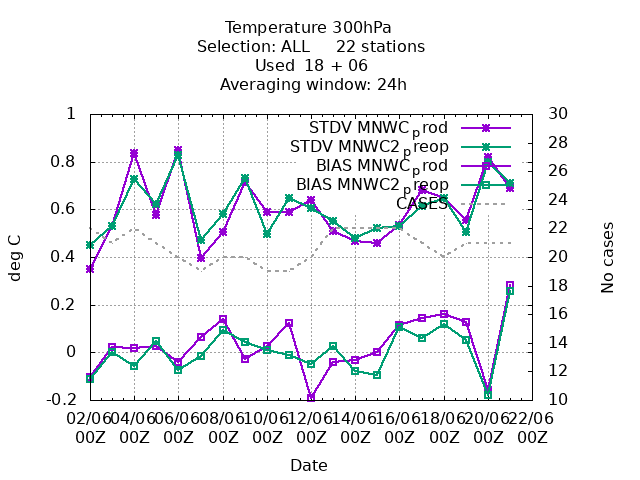 Temperature 300hPa
Selection: ALL 22 stations
Used 18 + 06
Averaging window: 24h
STDV MNWC_prod
STDV MNWC2_preop
BIAS MNWC_prod
BIAS MNWC2_preop
CASES
deg C
1
0.8
0.6
0.4
0.2
0
-0.2
No cases
30
28
26
24
22
20
18
16
14
12
10
02/06 04/06 06/06 08/06 10/06 12/06 14/06 16/06 18/06 20/06 22/06
00Z 00Z 00Z 00Z 00Z 00Z 00Z 00Z 00Z 00Z 00Z
Date